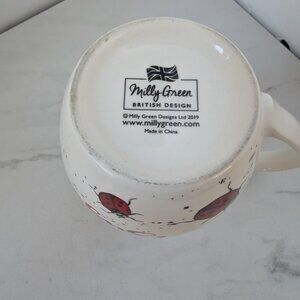 Milly Green
BRITISH DESIGN
© Milly Green Designs Ltd 2019
www.millygreen.com
Made in China